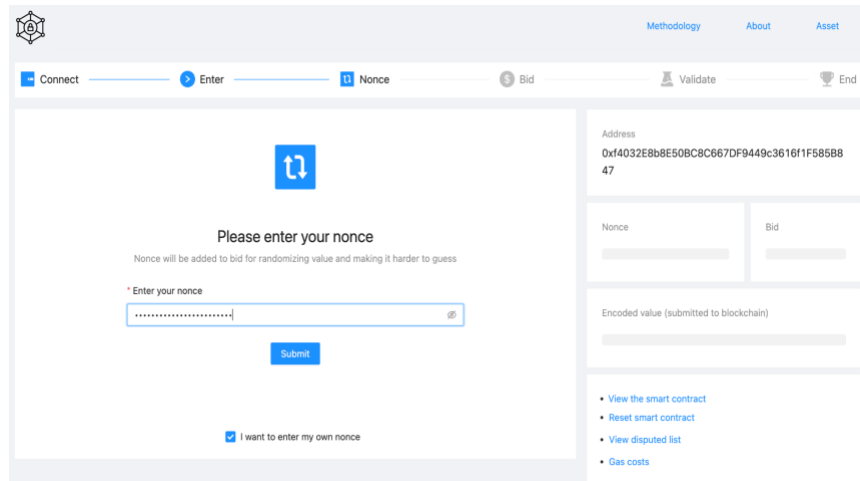 Methodology About Asset
Connect Enter Nonce Bid Validate End
Please enter your nonce
Nonce will be added to bid for randomizing value and making it harder to guess
* Enter your nonce
Submit
I want to enter my own nonce
Address
0xf4032E8b8E50BC8C667DF9449c3616f1F585B8
47
Nonce Bid
Encoded value (submitted to blockchain)
• View the smart contract
• Reset smart contract
• View disputed list
• Gas costs